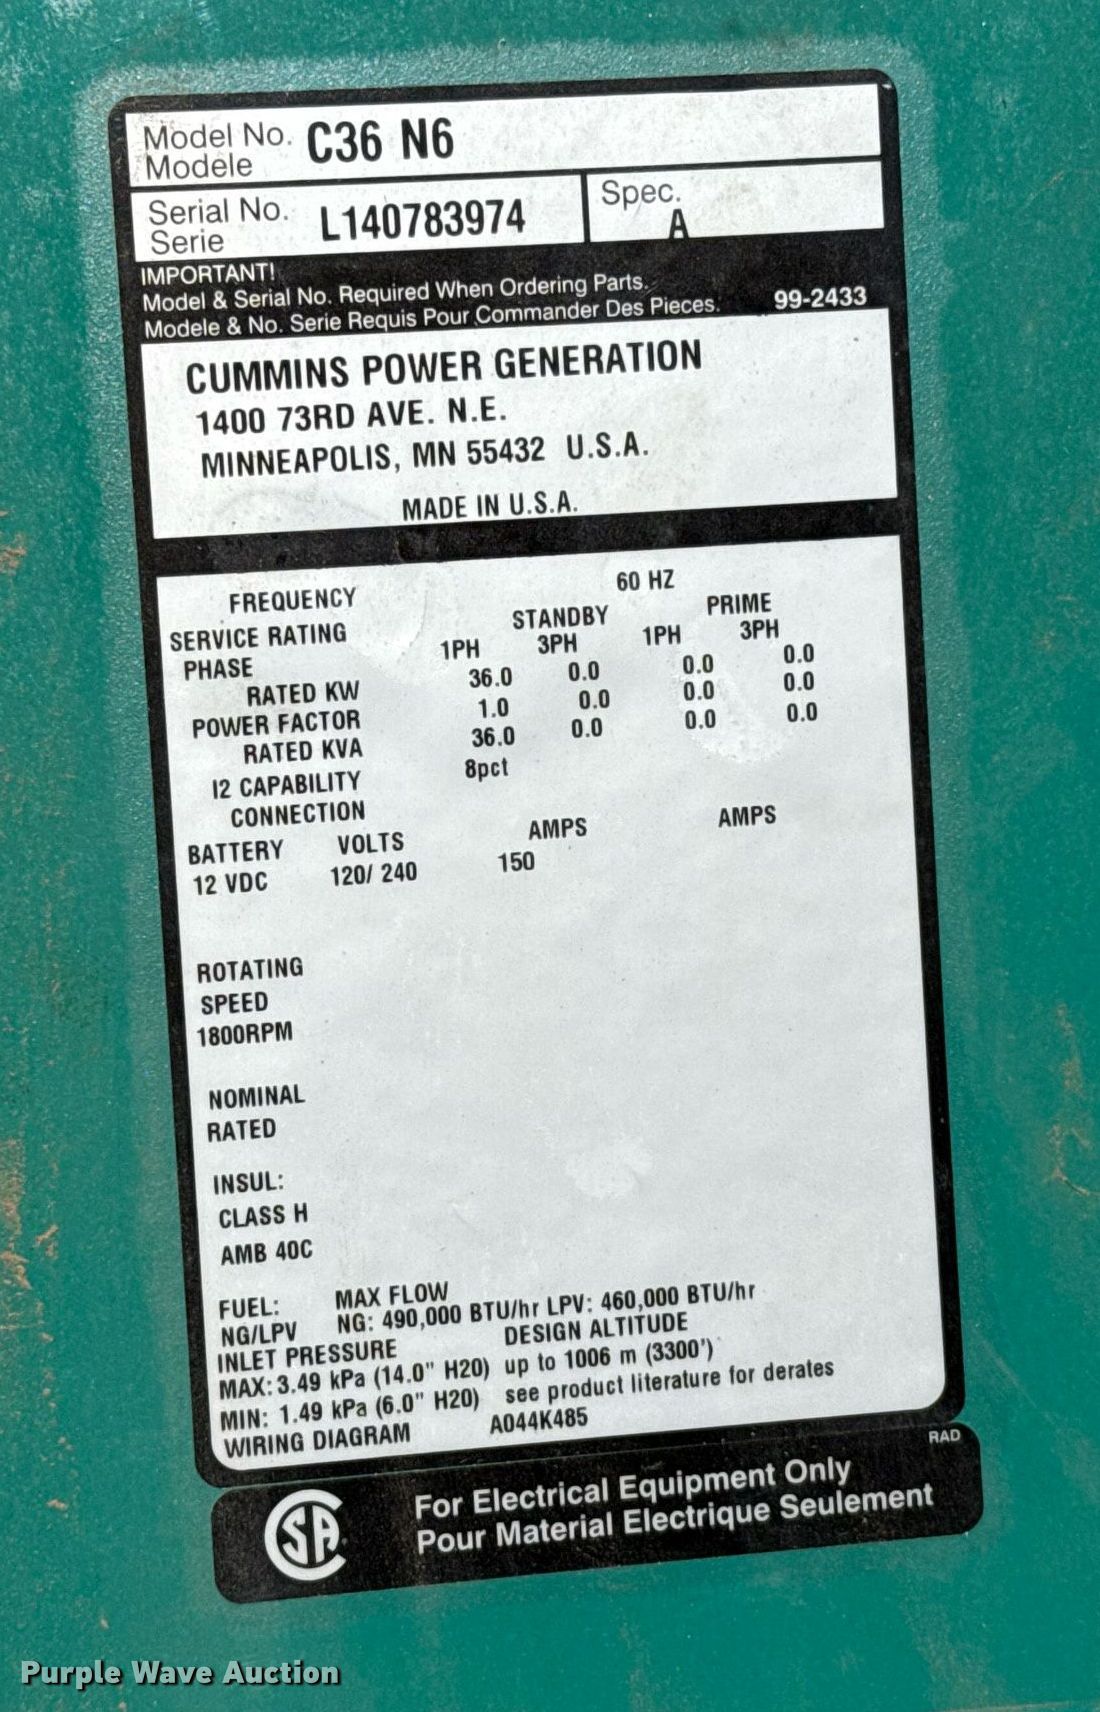 Model No. C36 N6
Modèle
Serial No. L140783974
Serie
Spec.
A
IMPORTANT!
Model & Serial No. Required When Ordering Parts.
Modele & No. Serie Requis Pour Commander Des Pieces.
99-2433
CUMMINS POWER GENERATION
1400 73RD AVE. N.E.
MINNEAPOLIS, MN 55432 U.S.A.
MADE IN U.S.A.
FREQUENCY 60 HZ
SERVICE RATING STANDBY PRIME
PHASE 1PH 3PH 1PH 3PH
RATED KW 36.0 0.0 0.0 0.0
POWER FACTOR 1.0 0.0 0.0 0.0
RATED KVA 36.0 0.0 0.0 0.0
I2 CAPABILITY 8pct
CONNECTION
BATTERY VOLTS AMPS AMPS
12 VDC 120/ 240 150
ROTATING
SPEED
1800RPM
NOMINAL
RATED
INSUL:
CLASS H
AMB 40C
FUEL: MAX FLOW
NG/LPV NG: 490,000 BTU/hr LPV: 460,000 BTU/hr
INLET PRESSURE DESIGN ALTITUDE
MAX: 3.49 kPa (14.0" H20) up to 1006 m (3300')
MIN: 1.49 kPa (6.0" H20) see product literature for derates
WIRING DIAGRAM A044K485
RAD
SA
For Electrical Equipment Only
Pour Material Electrique Seulement
Purple Wave Auction